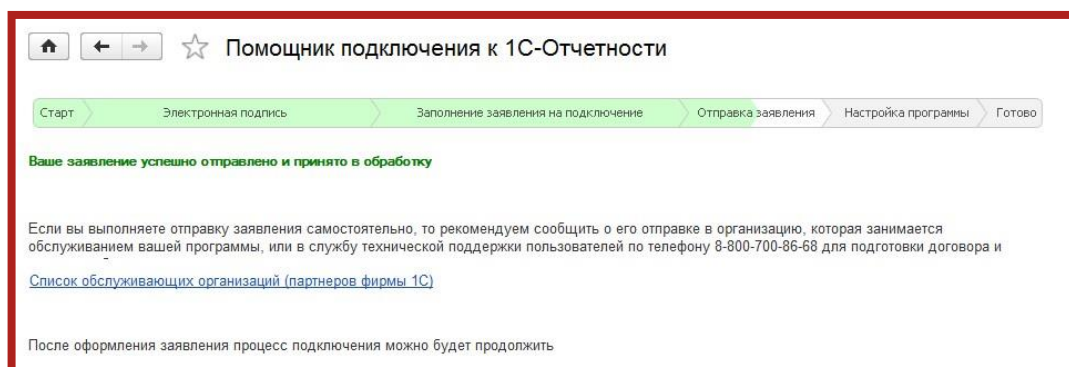 Помощник подключения к 1С-Отчетности
Старт Электронная подпись Заполнение заявления на подключение Отправка заявления Настройка программы Готово
Ваше заявление успешно отправлено и принято в обработку
Если вы выполняете отправку заявления самостоятельно, то рекомендуем сообщить о его отправке в организацию, которая занимается
обслуживанием вашей программы, или в службу технической поддержки пользователей по телефону 8-800-700-86-68 для подготовки договора и
Список обслуживающих организаций (партнеров фирмы 1С)
После оформления заявления процесс подключения можно будет продолжить